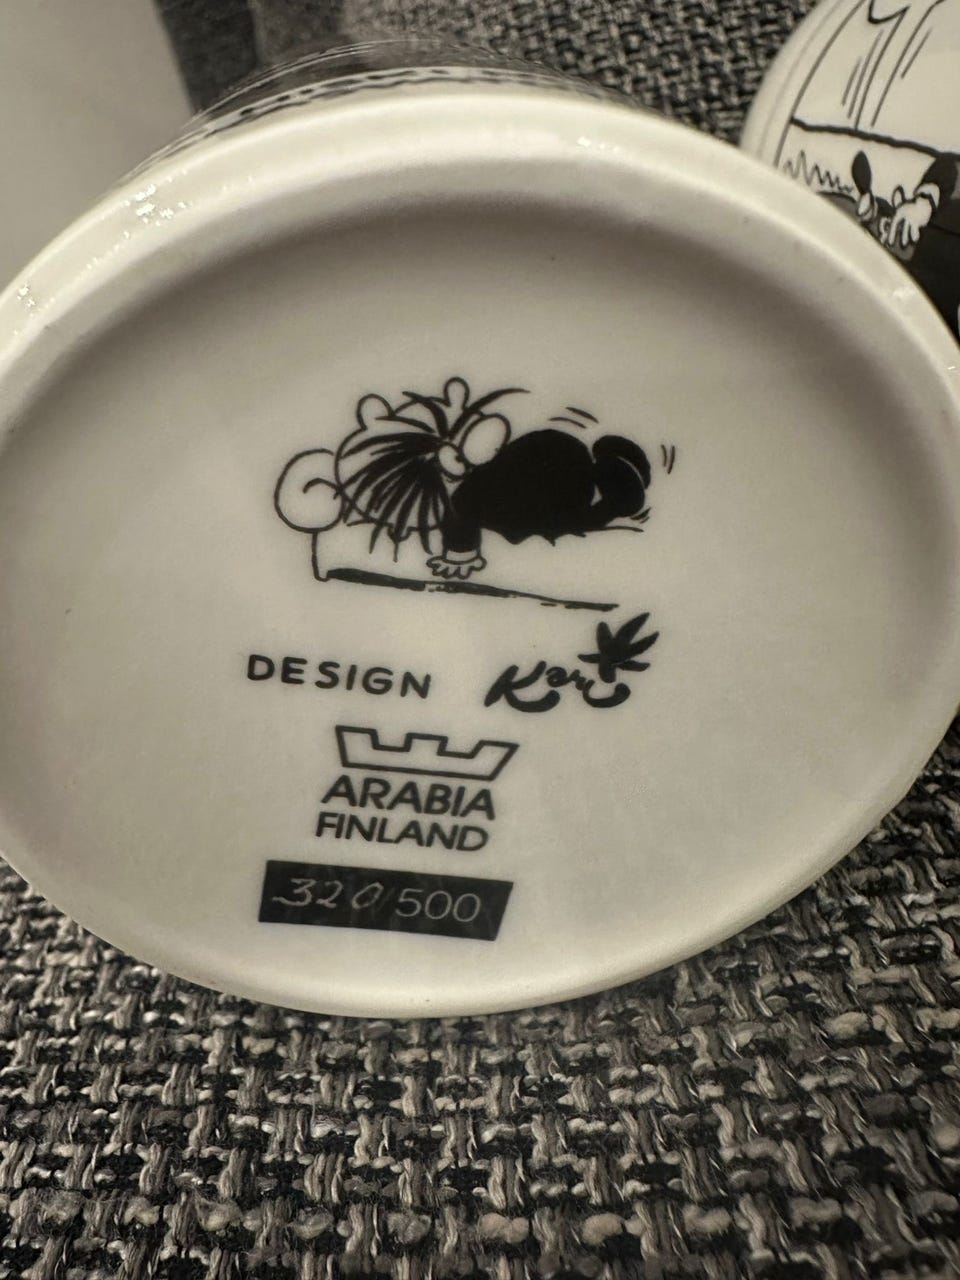 DESIGN Kari
ARABIA
FINLAND
320/500